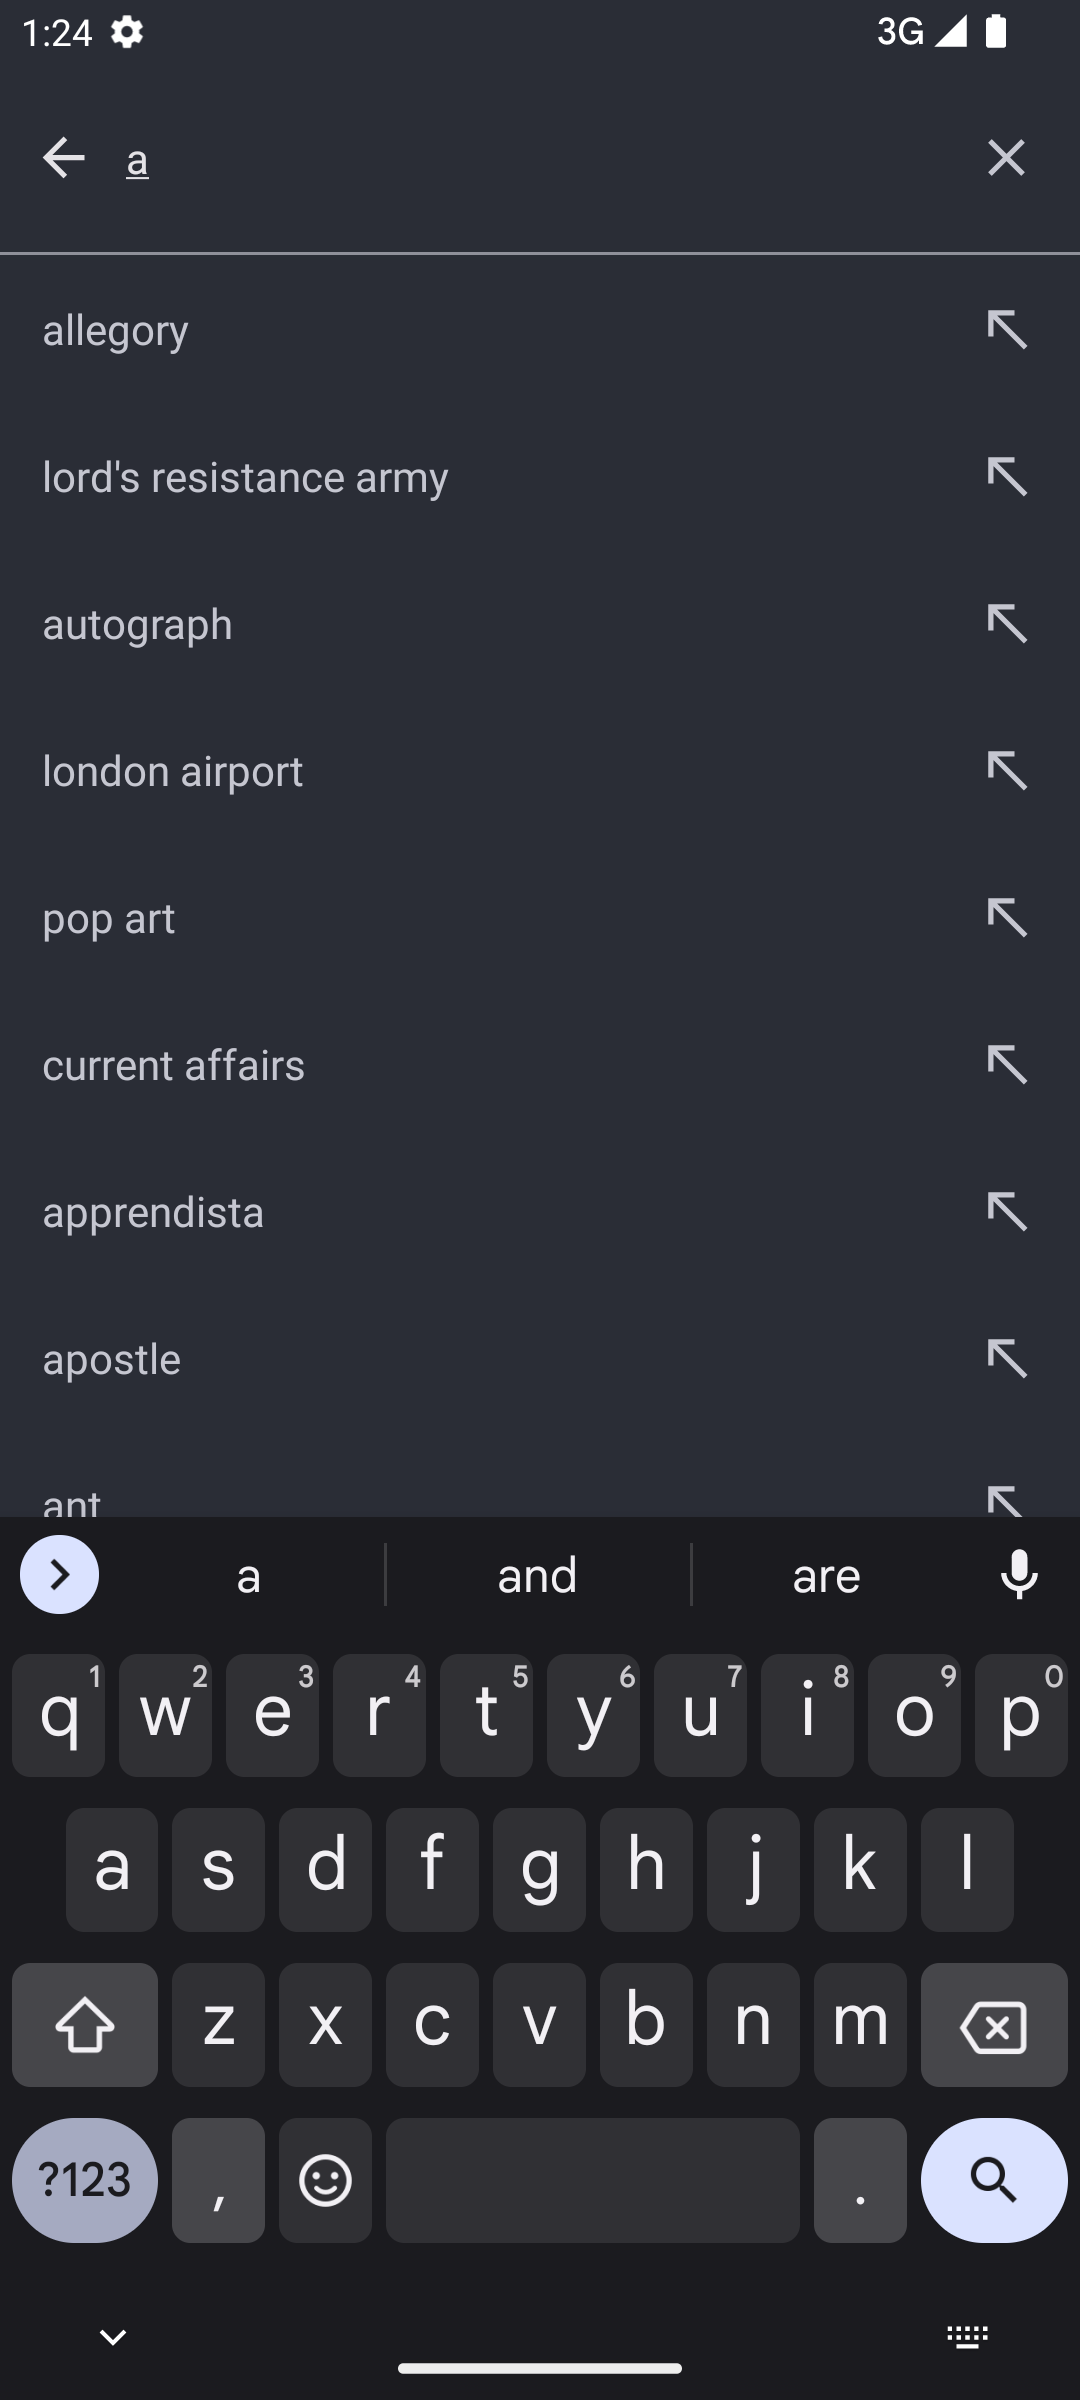 1:24
3G
a
allegory
lord's resistance army
autograph
london airport
pop art
current affairs
apprendista
apostle
ant
a and are
q1 w2 e3 r4 t5 y6 u7 i8 o9 p0
a s d f g h j k l
z x c v b n m
?123 , .